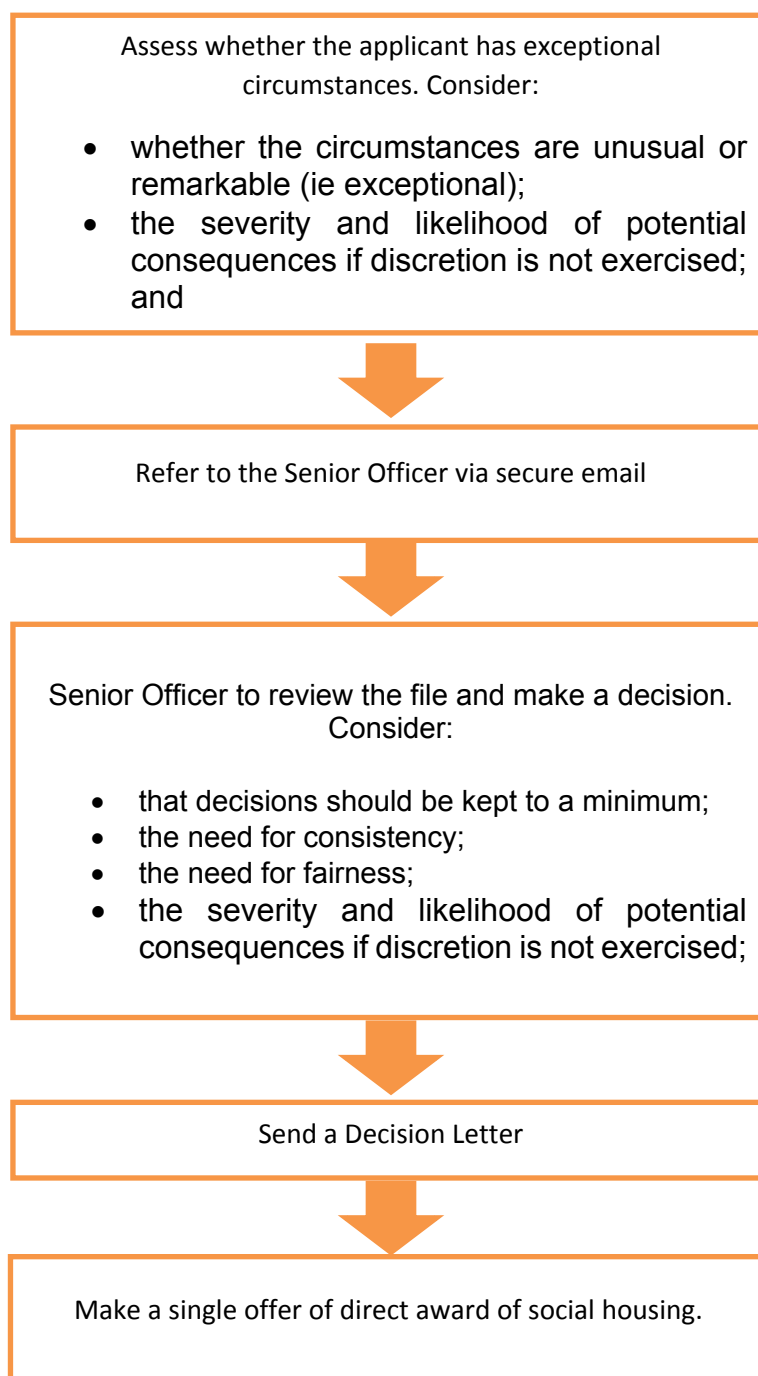 Assess whether the applicant has exceptional
circumstances. Consider:
• whether the circumstances are unusual or
remarkable (ie exceptional);
• the severity and likelihood of potential
consequences if discretion is not exercised;
and
Refer to the Senior Officer via secure email
Senior Officer to review the file and make a decision.
Consider:
• that decisions should be kept to a minimum;
• the need for consistency;
• the need for fairness;
• the severity and likelihood of potential
consequences if discretion is not exercised;
Send a Decision Letter
Make a single offer of direct award of social housing.